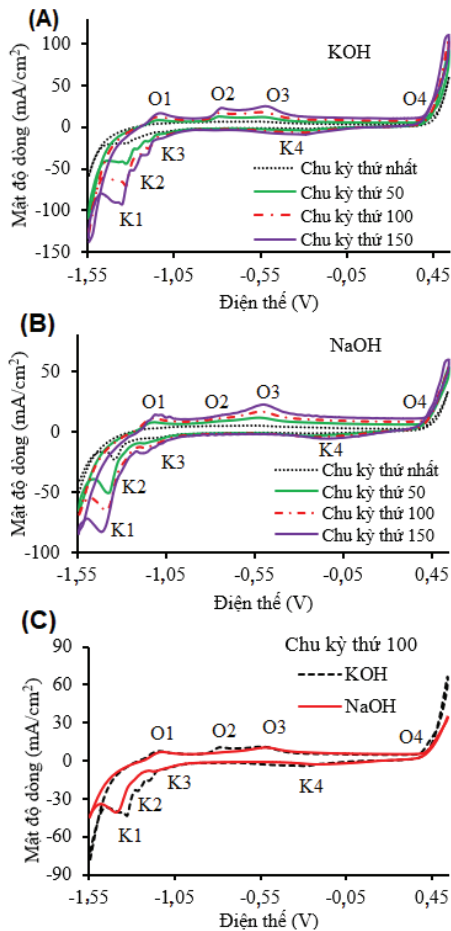 (A)
KOH
Mật độ dòng (mA/cm²)
100
50
0
-50
-100
-150
O1
O2
O3
O4
K1
K2
K3
K4
Chu kỳ thứ nhất
Chu kỳ thứ 50
Chu kỳ thứ 100
Chu kỳ thứ 150
-1,55
-1,05
-0,55
-0,05
0,45
Điện thế (V)
(B)
NaOH
Mật độ dòng (mA/cm²)
50
0
-50
-100
O1
O2
O3
O4
K1
K2
K3
K4
Chu kỳ thứ nhất
Chu kỳ thứ 50
Chu kỳ thứ 100
Chu kỳ thứ 150
-1,55
-1,05
-0,55
-0,05
0,45
Điện thế (V)
(C)
Chu kỳ thứ 100
KOH
NaOH
Mật độ dòng (mA/cm²)
90
60
30
0
-30
-60
-90
O1
O2
O3
O4
K1
K2
K3
K4
-1,55
-1,05
-0,55
-0,05
0,45
Điện thế (V)